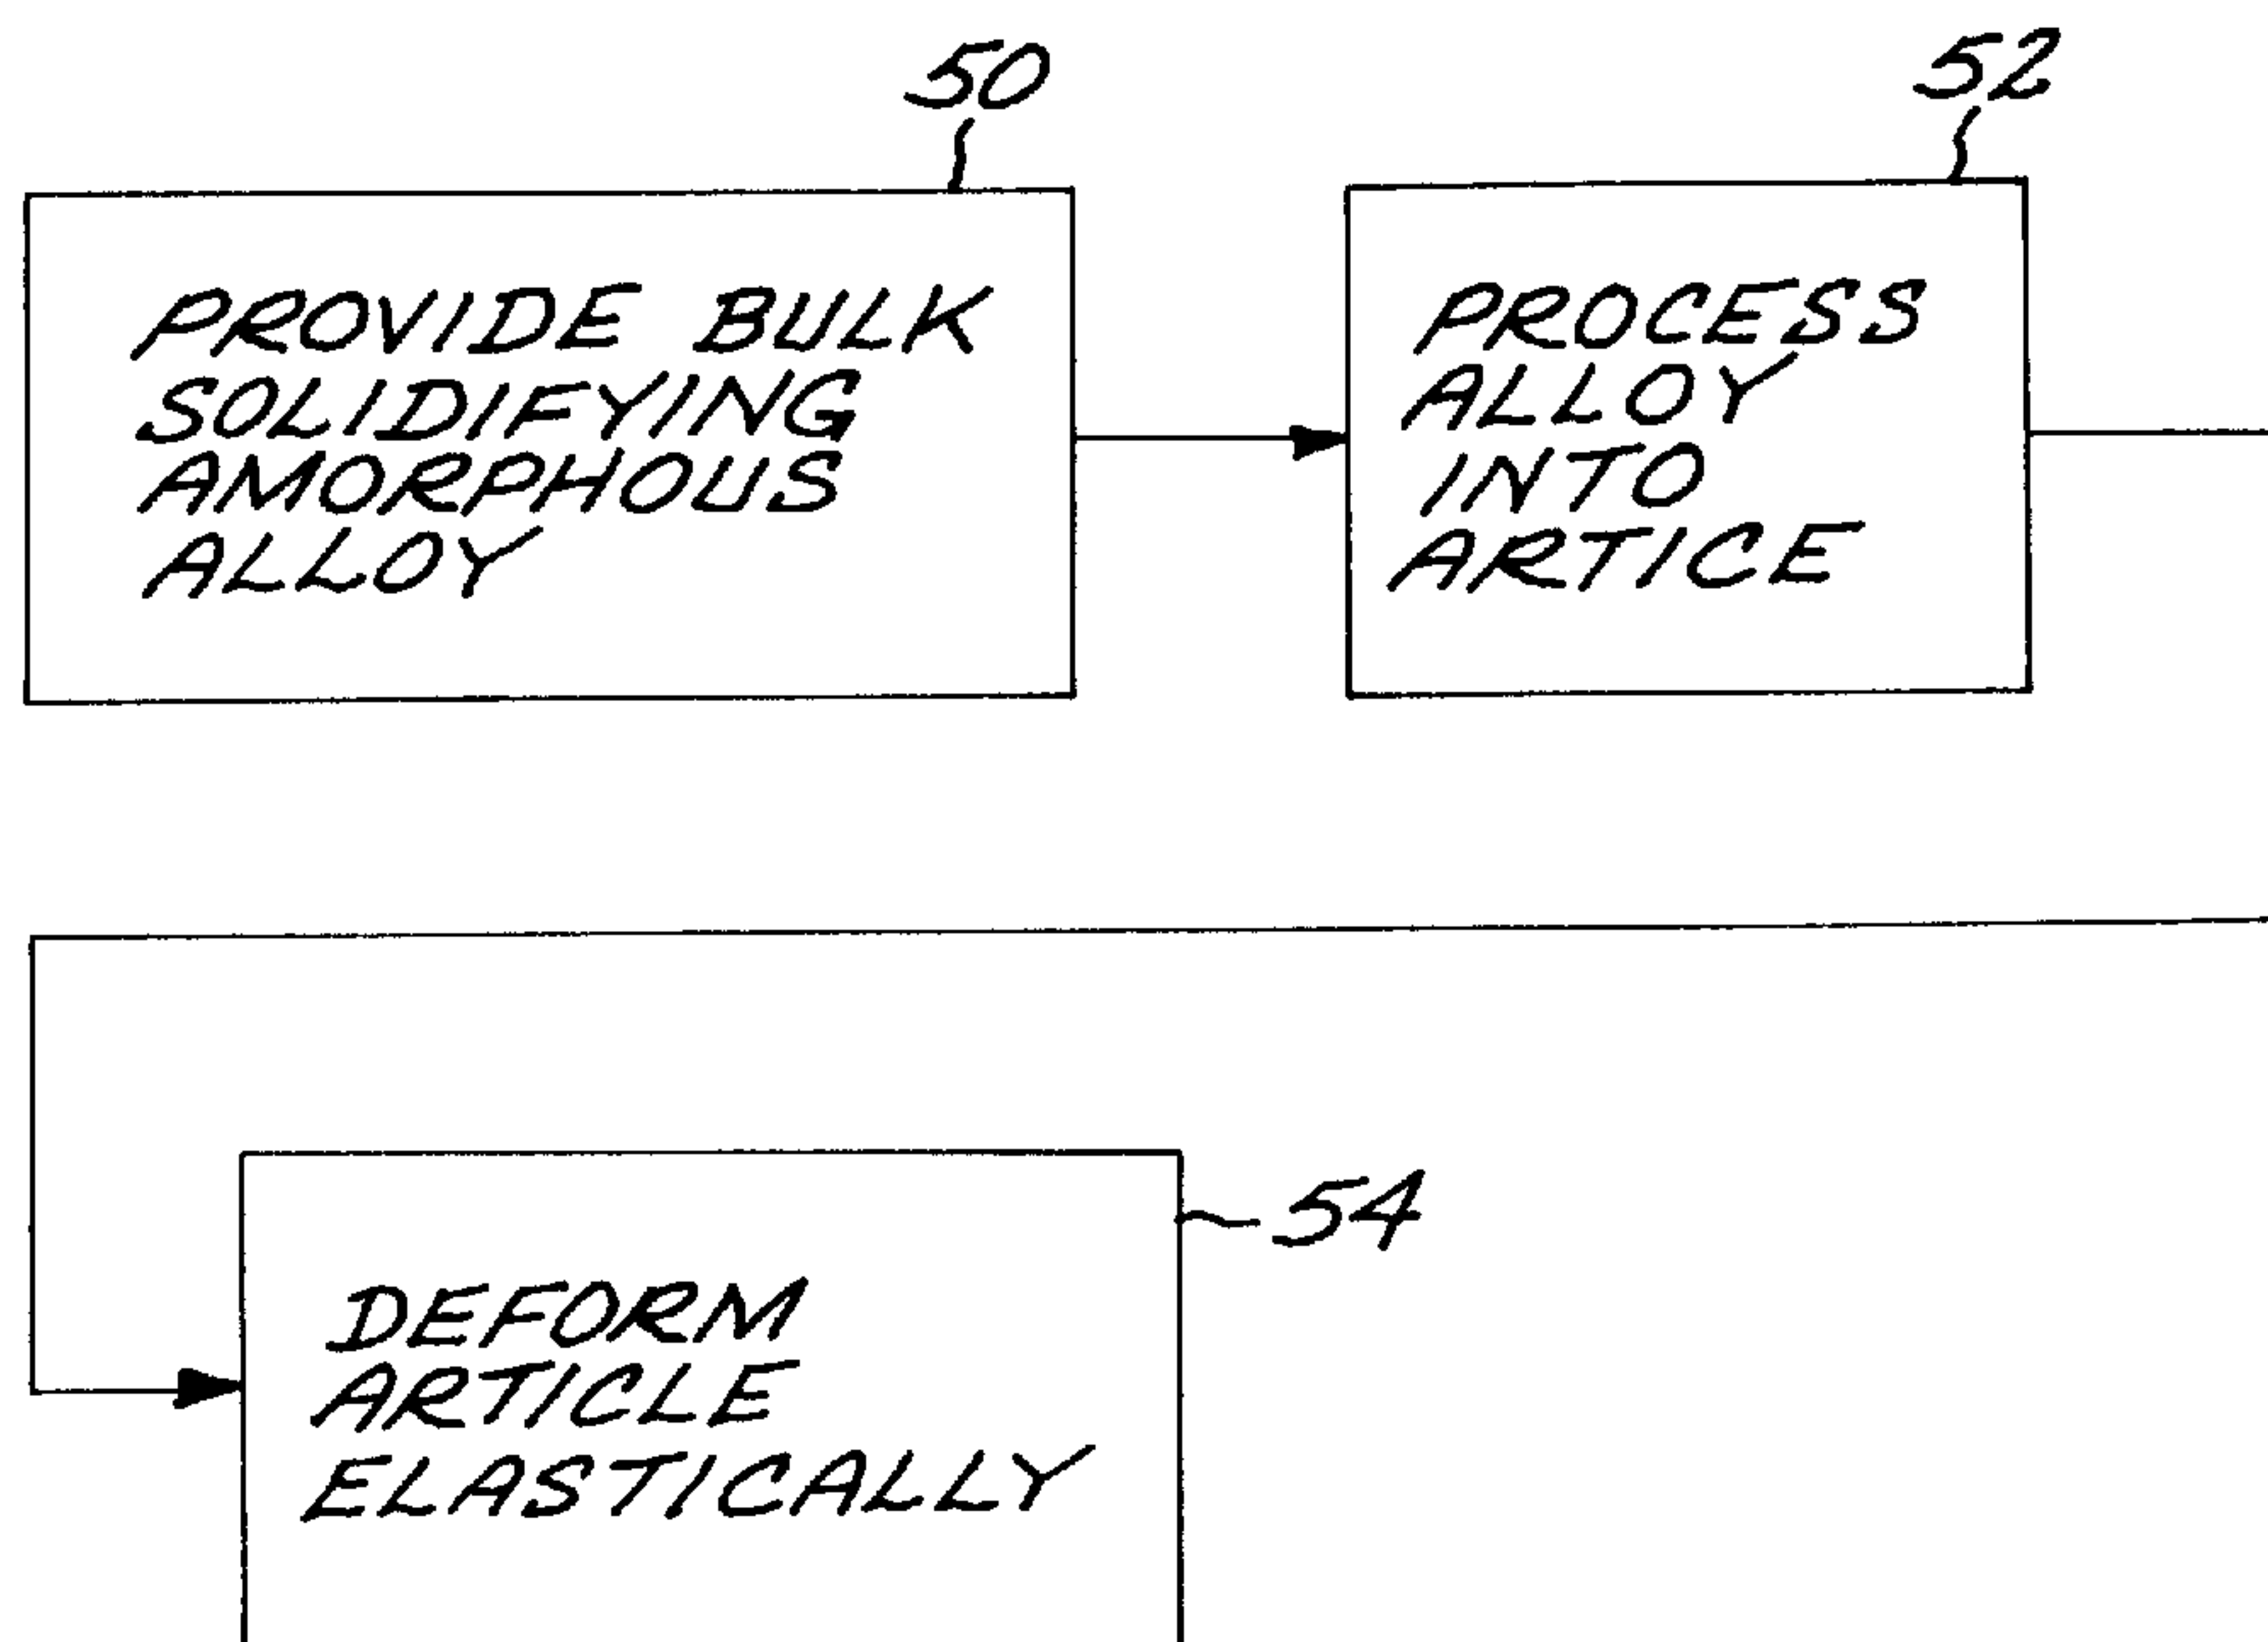 50
PROVIDE BULK
SOLIDIFYING
AMORPHOUS
ALLOY
52
PROCESS
ALLOY
INTO
ARTICE
54
DEFORM
ARTICLE
ELASTICALLY